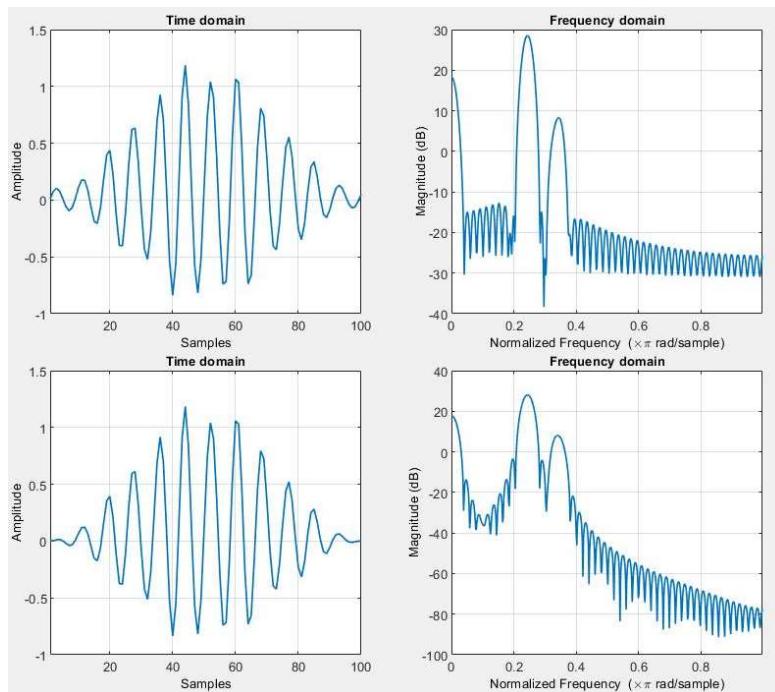 Time domain
1.5
1
0.5
0
-0.5
-1
Amplitude
20 40 60 80 100
Samples
Frequency domain
30
20
10
0
-10
-20
-30
-40
Magnitude (dB)
0 0.2 0.4 0.6 0.8
Normalized Frequency (×π rad/sample)
Time domain
1.5
1
0.5
0
-0.5
-1
Amplitude
20 40 60 80 100
Samples
Frequency domain
40
20
0
-20
-40
-60
-80
-100
Magnitude (dB)
0 0.2 0.4 0.6 0.8
Normalized Frequency (×π rad/sample)